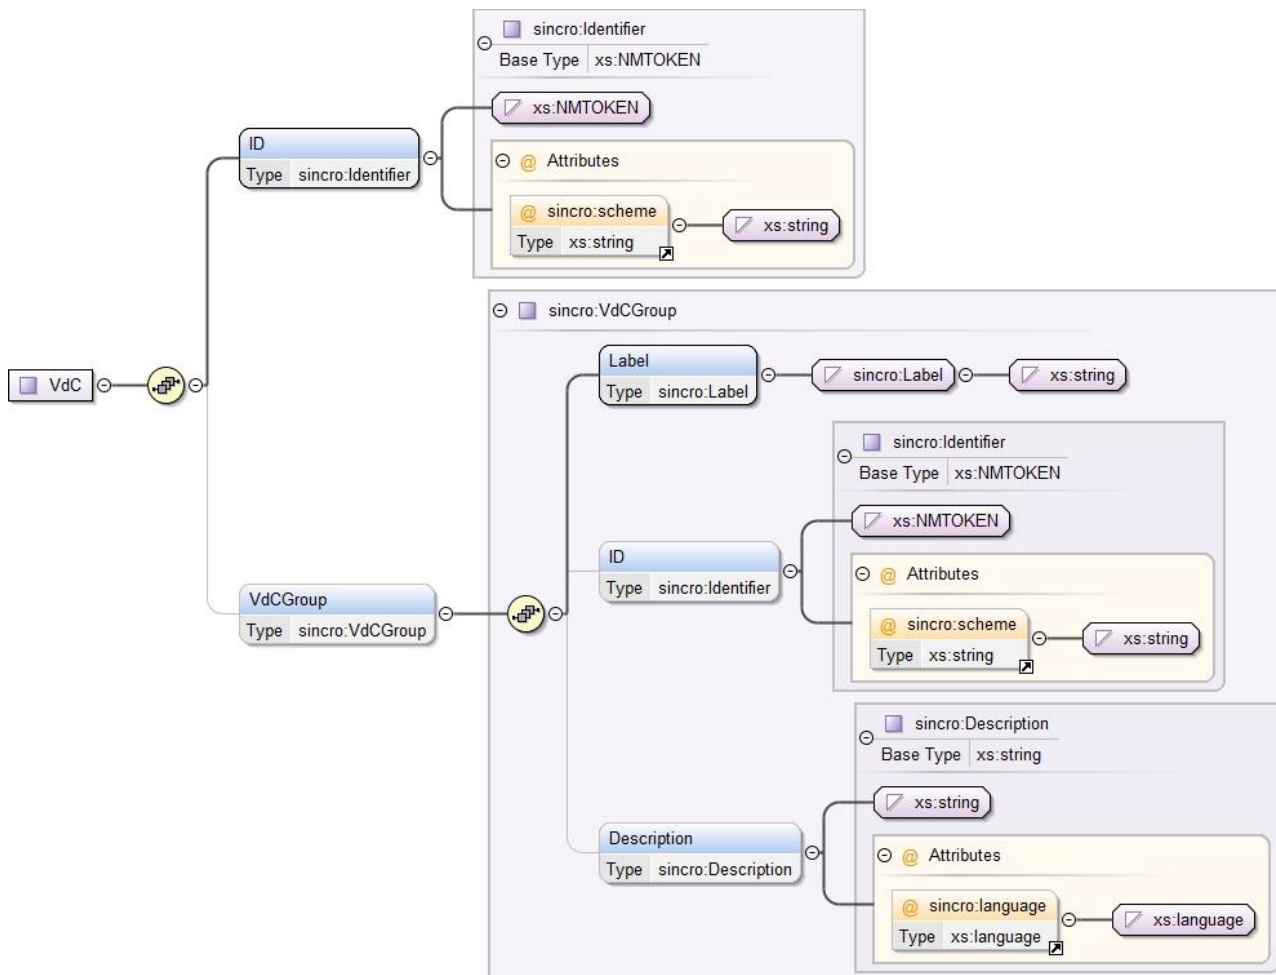 sincro:Identifier
Base Type xs:NMTOKEN
xs:NMTOKEN
ID
Type sincro:Identifier
@ Attributes
@ sincro:scheme
Type xs:string
xs:string
sincro:VdCGroup
VdC
Label
Type sincro:Label
sincro:Label
xs:string
sincro:Identifier
Base Type xs:NMTOKEN
xs:NMTOKEN
ID
Type sincro:Identifier
@ Attributes
@ sincro:scheme
Type xs:string
xs:string
VdCGroup
Type sincro:VdCGroup
sincro:Description
Base Type xs:string
xs:string
Description
Type sincro:Description
@ Attributes
@ sincro:language
Type xs:language
xs:language